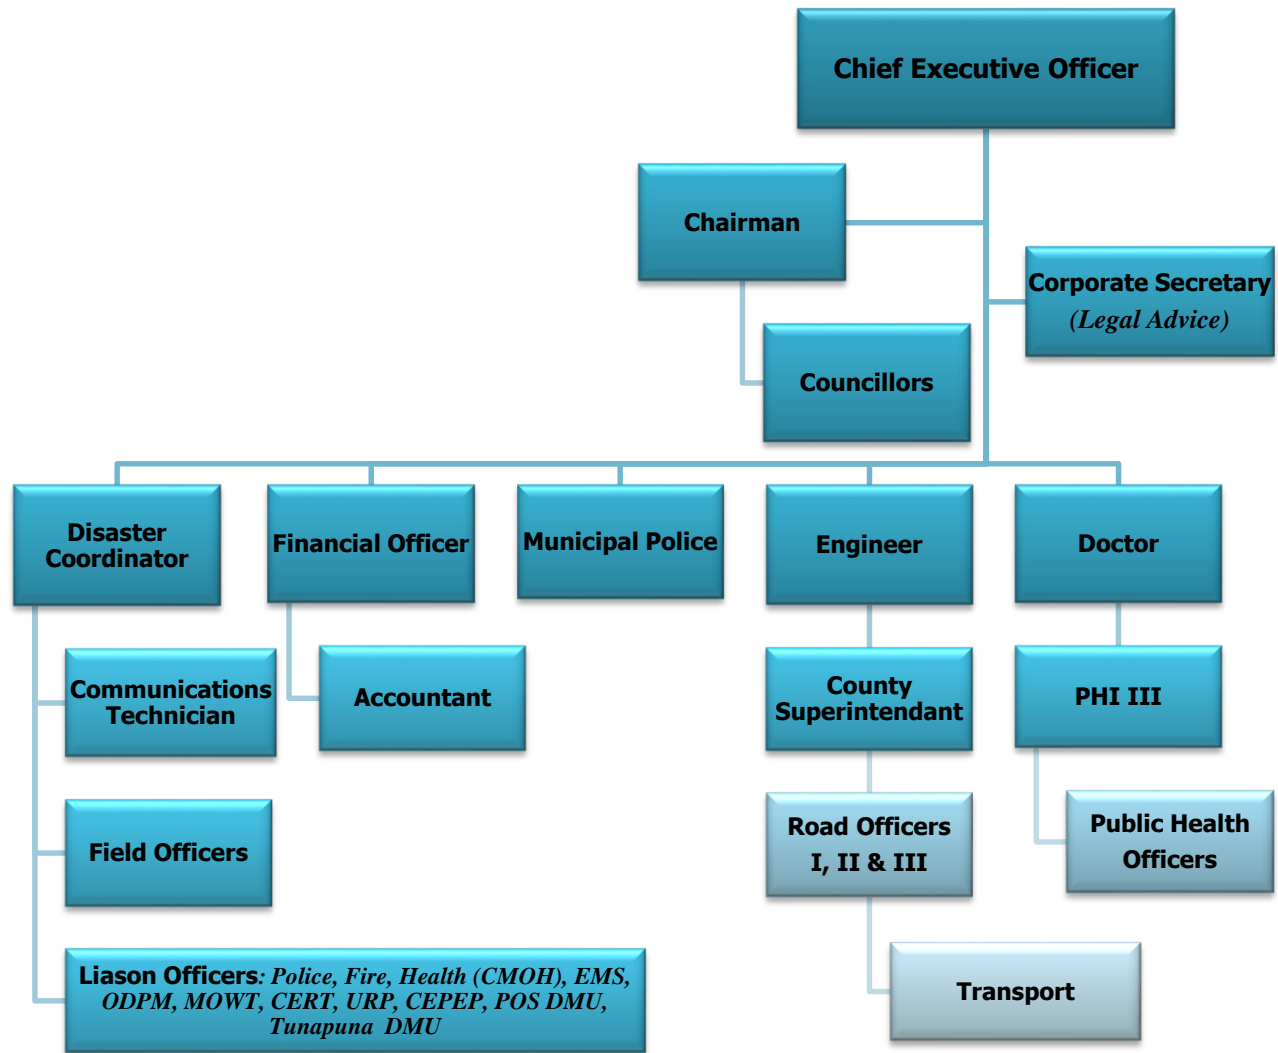 Chief Executive Officer
Chairman
Corporate Secretary
(Legal Advice)
Councillors
Disaster
Coordinator
Financial Officer
Municipal Police
Engineer
Doctor
Communications
Technician
Accountant
County
Superintendant
PHI III
Field Officers
Road Officers
I, II & III
Public Health
Officers
Liason Officers: Police, Fire, Health (CMOH), EMS,
ODPM, MOWT, CERT, URP, CEPEP, POS DMU,
Tunapuna DMU
Transport